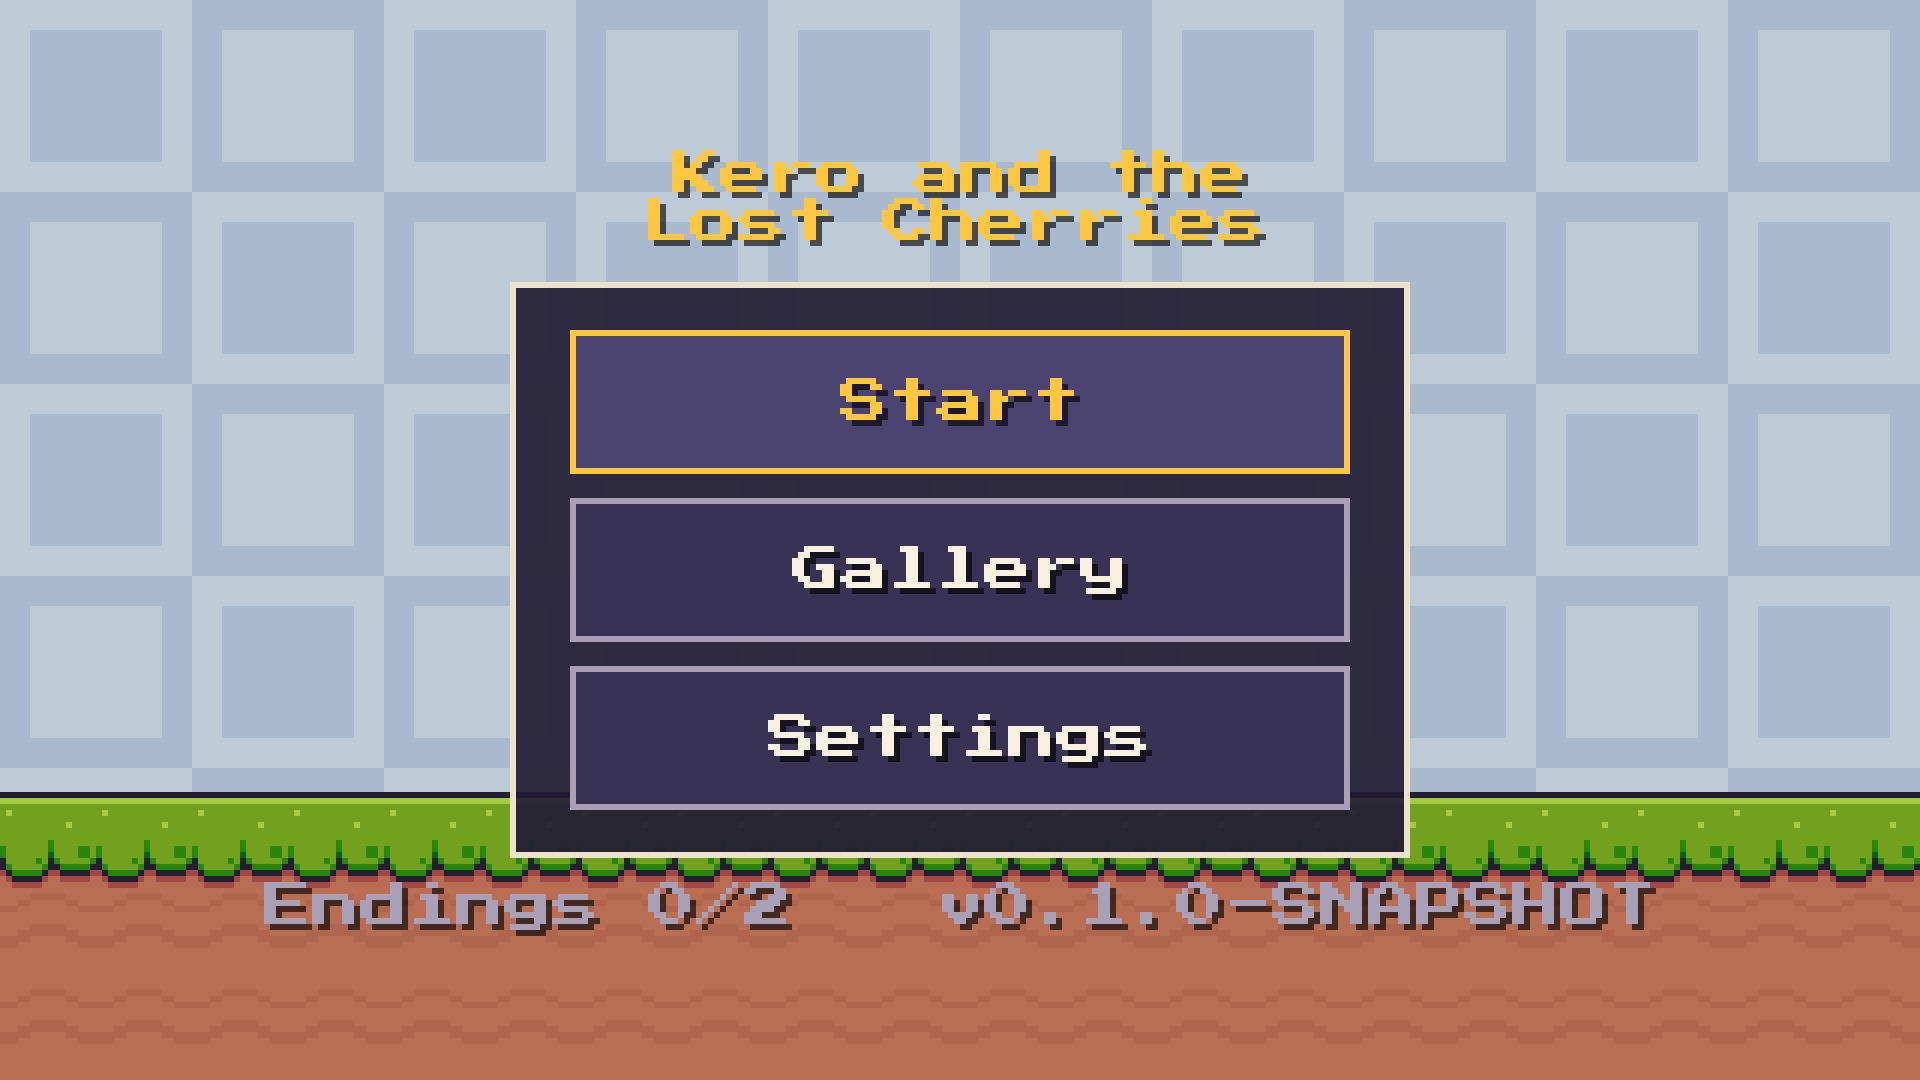 Kero and the
Lost Cherries
Start
Gallery
Settings
Endings 0/2 v0.1.0-SNAPSHOT